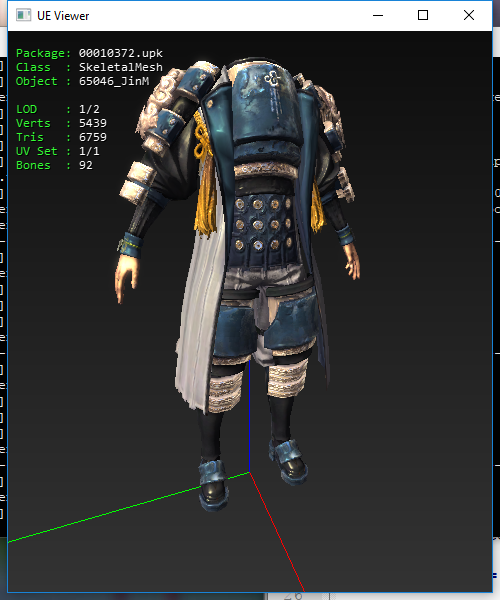 UE Viewer
Package: 00010372.upk
Class : SkeletalMesh
Object : 65046_JinM
LOD : 1/2
Verts : 5439
Tris : 6759
UV Set : 1/1
Bones : 92